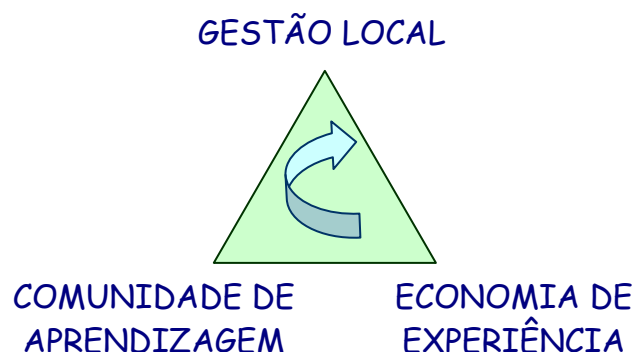 GESTÃO LOCAL
COMUNIDADE DE
APRENDIZAGEM
ECONOMIA DE
EXPERIÊNCIA